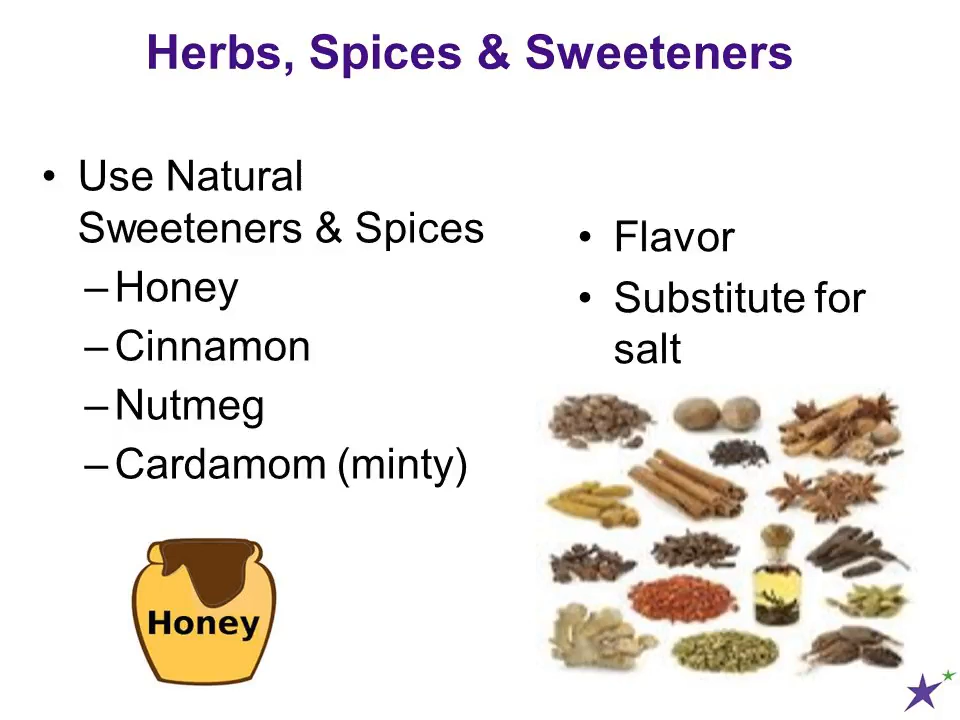 Herbs, Spices & Sweeteners
• Use Natural
Sweeteners & Spices
– Honey
– Cinnamon
– Nutmeg
– Cardamom (minty)
• Flavor
• Substitute for
salt
Honey